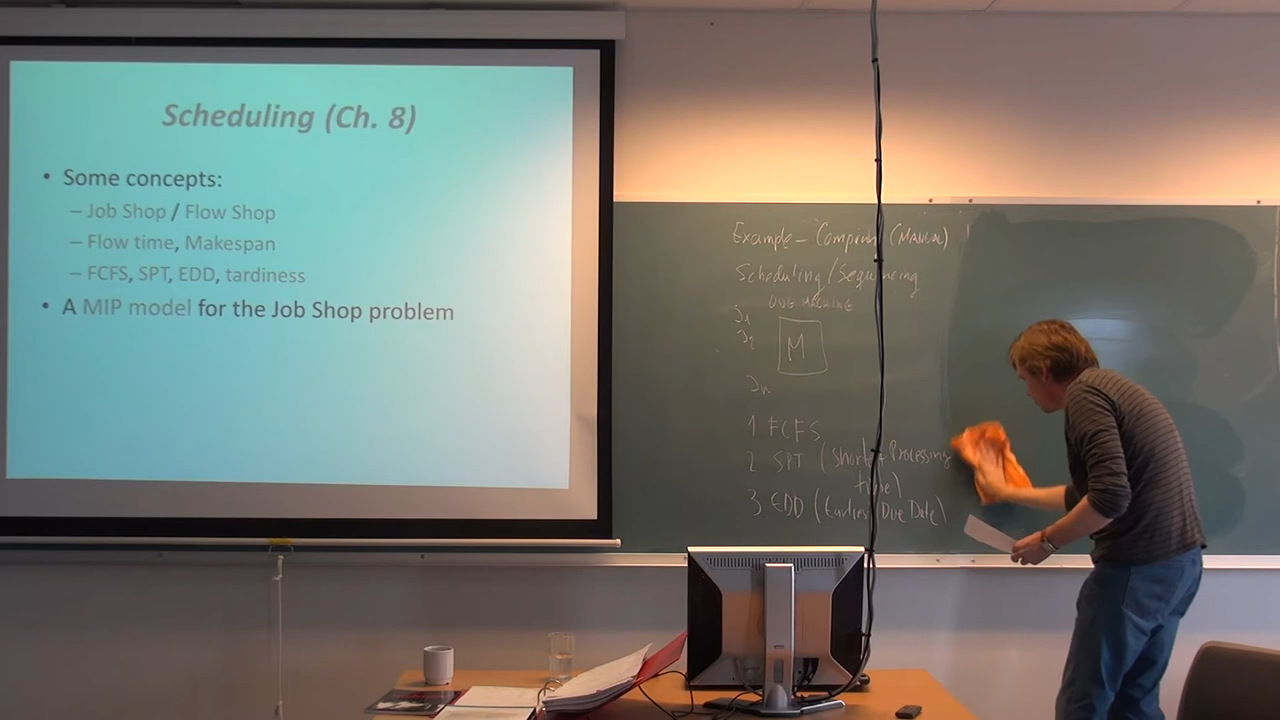 Scheduling (Ch. 8)
• Some concepts:
– Job Shop / Flow Shop
– Flow time, Makespan
– FCFS, SPT, EDD, tardiness
• A MIP model for the Job Shop problem
Example – (MANUAL)
Scheduling/Sequencing
ONE MACHINE
J1
J2
M
Jn
1 FCFS
2 SPT (Shortest Processing
time)
3. EDD (Earliest Due Date)